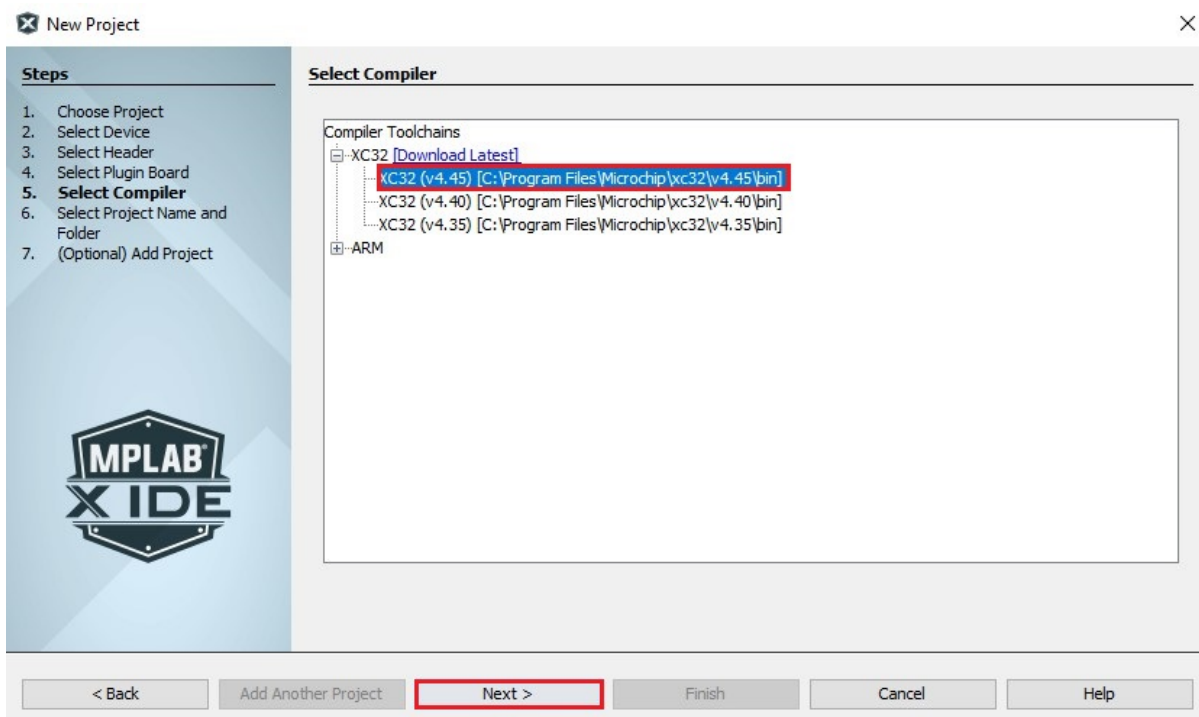 New Project
Steps
1. Choose Project
2. Select Device
3. Select Header
4. Select Plugin Board
5. Select Compiler
6. Select Project Name and
Folder
7. (Optional) Add Project
MPLAB
X IDE
Select Compiler
Compiler Toolchains
XC32 [Download Latest]
XC32 (v4.45) [C:\Program Files\Microchip\xc32\v4.45\bin]
XC32 (v4.40) [C:\Program Files\Microchip\xc32\v4.40\bin]
XC32 (v4.35) [C:\Program Files\Microchip\xc32\v4.35\bin]
ARM
< Back
Add Another Project
Next >
Finish
Cancel
Help